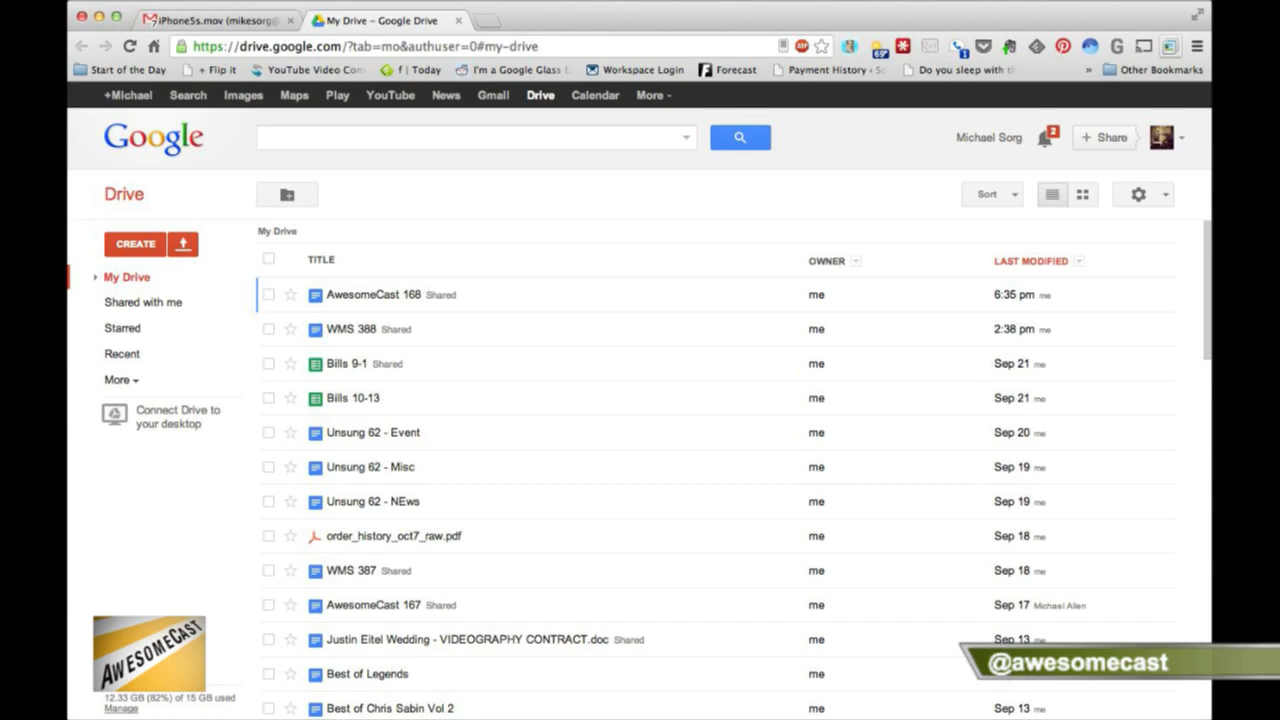 iPhone5s.mov (mikesorg@
My Drive – Google Drive
https://drive.google.com/?tab=mo&authuser=0#my-drive
ABP
69°
1
G
Start of the Day
+ Flip it
YouTube Video Con
f | Today
I'm a Google Glass E
Workspace Login
Forecast
Payment History ‹ So
Do you sleep with th
»
Other Bookmarks
+Michael Search Images Maps Play YouTube News Gmail Drive Calendar More
Google
Michael Sorg
2
+ Share
Drive
Sort
CREATE
My Drive
My Drive
TITLE OWNER LAST MODIFIED
Shared with me
Starred
Recent
More
Connect Drive to
your desktop
AwesomeCast 168 Shared me 6:35 pm me
WMS 388 Shared me 2:38 pm me
Bills 9-1 Shared me Sep 21 me
Bills 10-13 me Sep 21 me
Unsung 62 - Event me Sep 20 me
Unsung 62 - Misc me Sep 19 me
Unsung 62 - NEws me Sep 19 me
order_history_oct7_raw.pdf me Sep 18 me
WMS 387 Shared me Sep 18 me
AwesomeCast 167 Shared me Sep 17 Michael Allen
Justin Eitel Wedding - VIDEOGRAPHY CONTRACT.doc Shared me Sep 13 me
Best of Legends me
Best of Chris Sabin Vol 2 me Sep 13 me
AWESOMECAST
12.33 GB (82%) of 15 GB used
Manage
@awesomecast